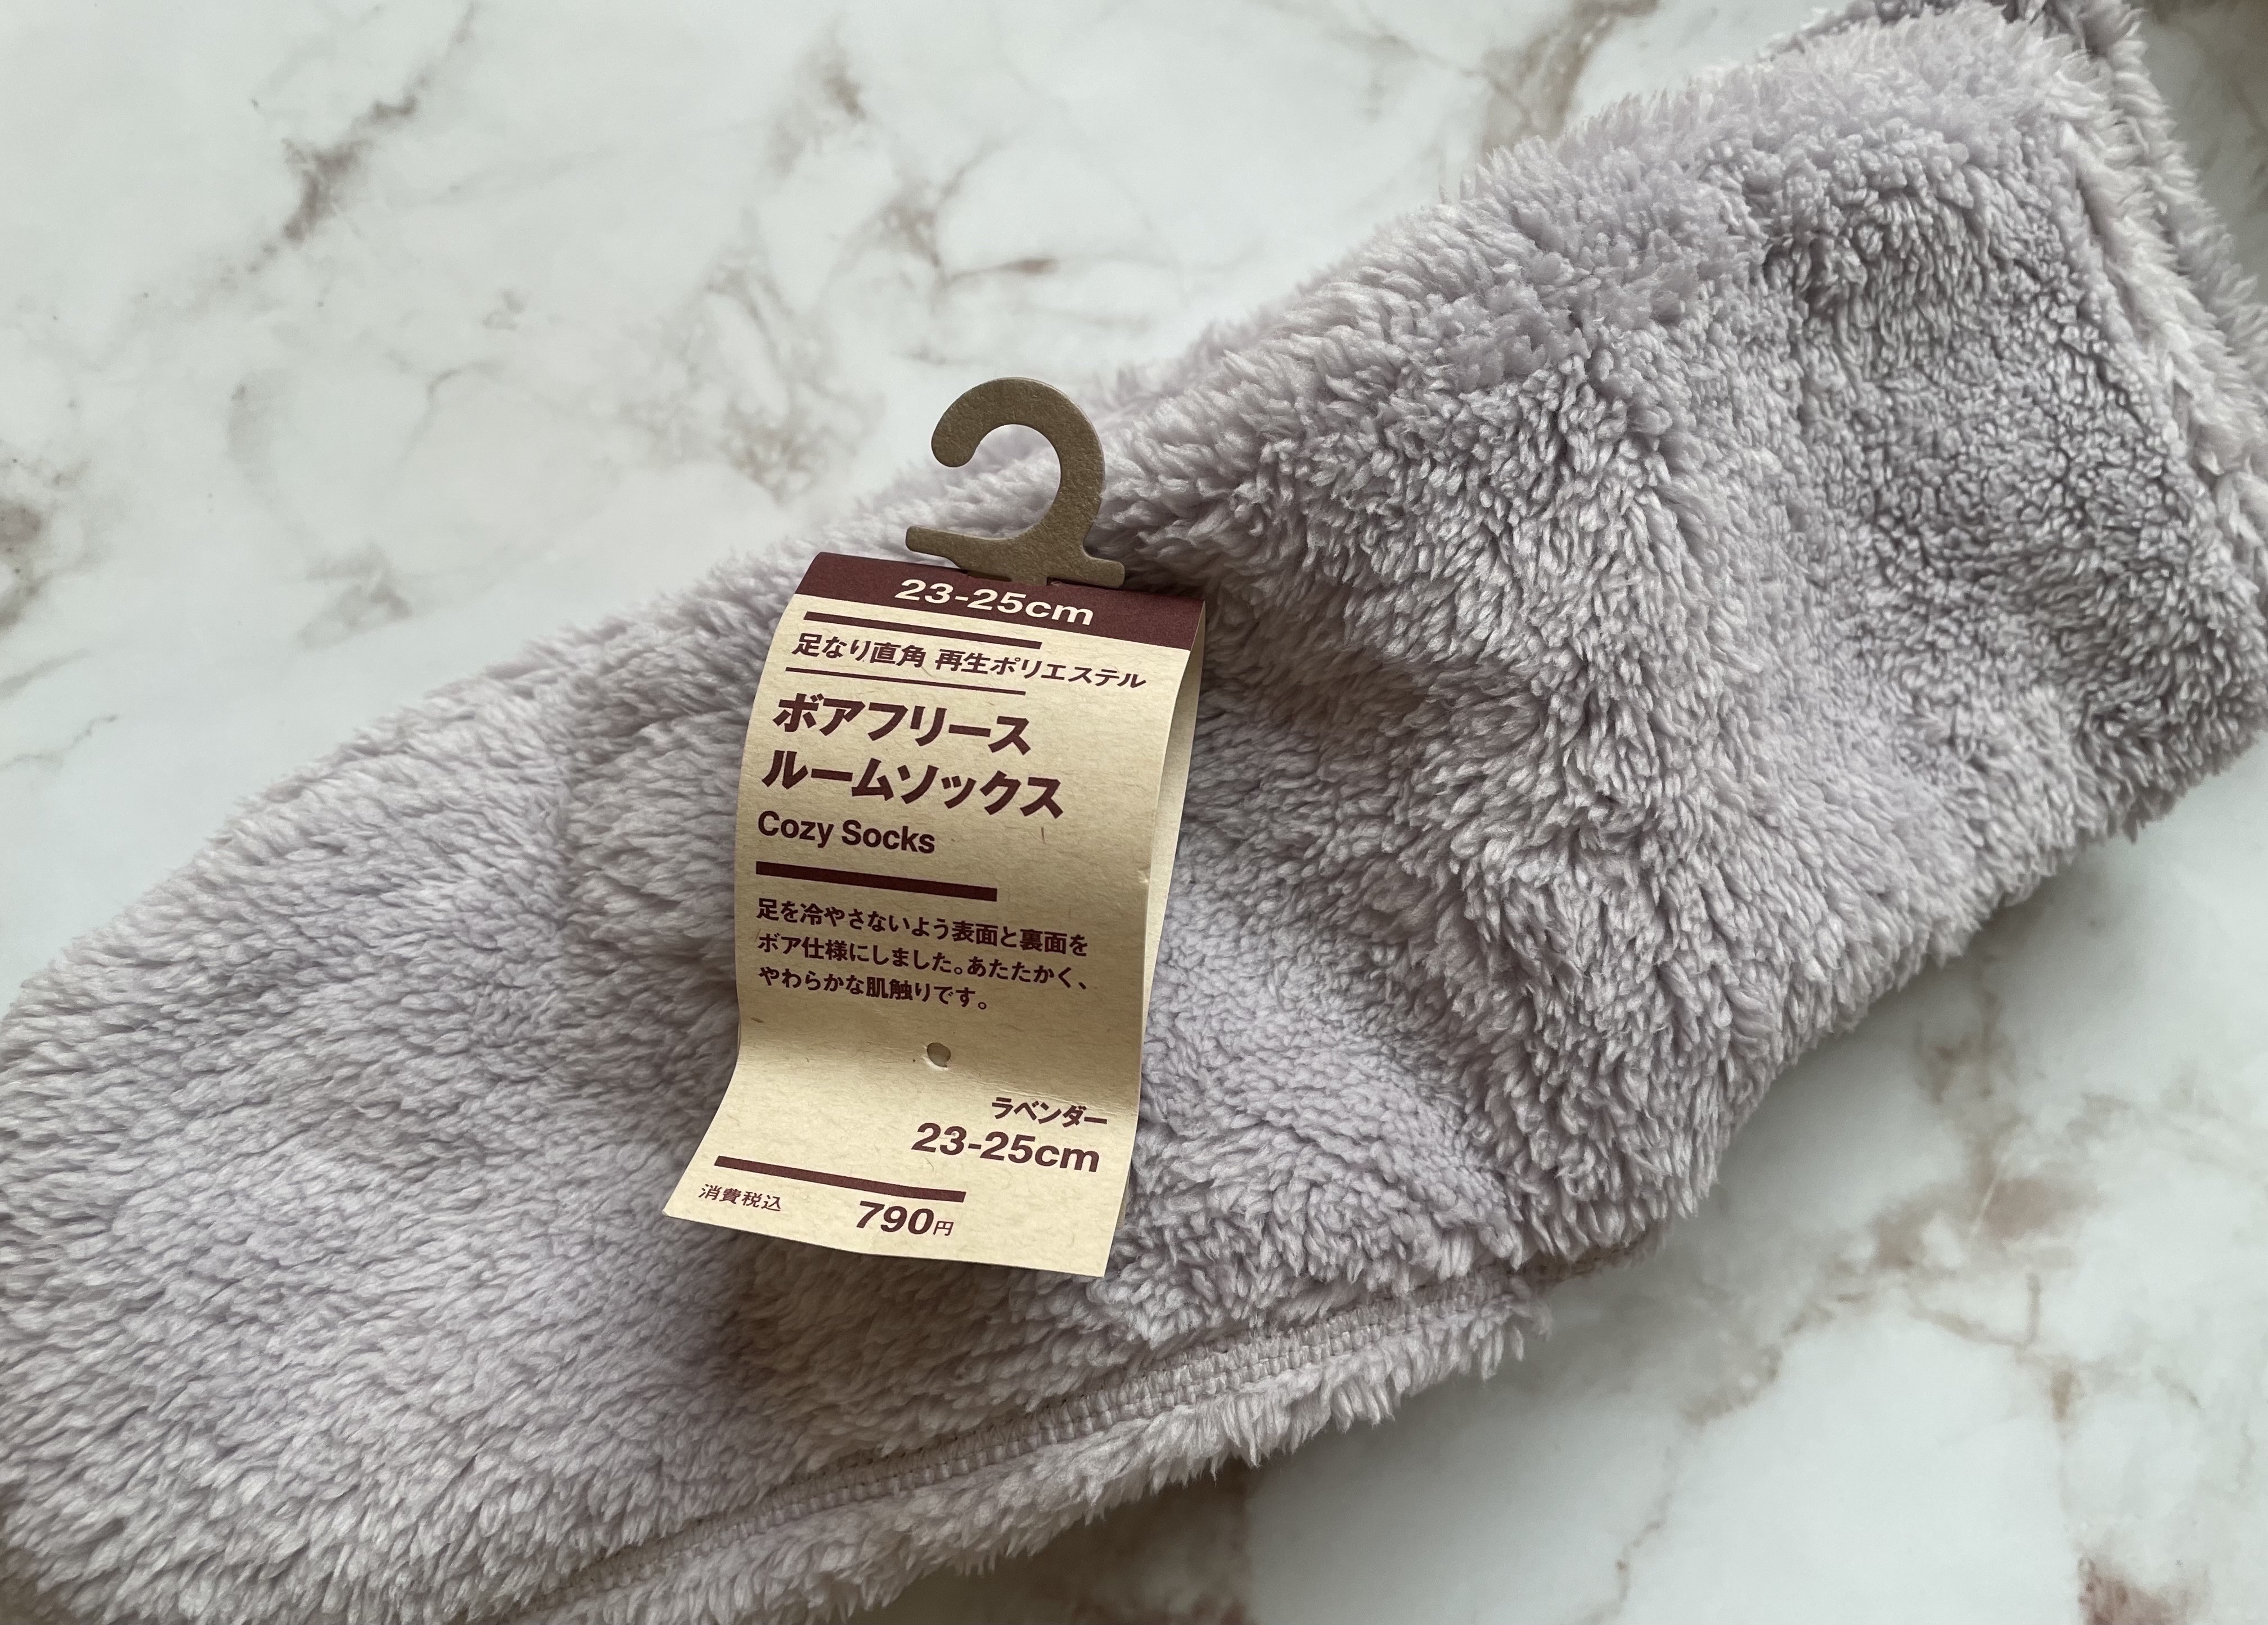 23-25cm
足なり直角 再生ポリエステル
ボアフリース
ルームソックス
Cozy Socks
足を冷やさないよう表面と裏面を
ボア仕様にしました。あたたかく、
やわらかな肌触りです。
ラベンダー
23-25cm
消費税込 790円